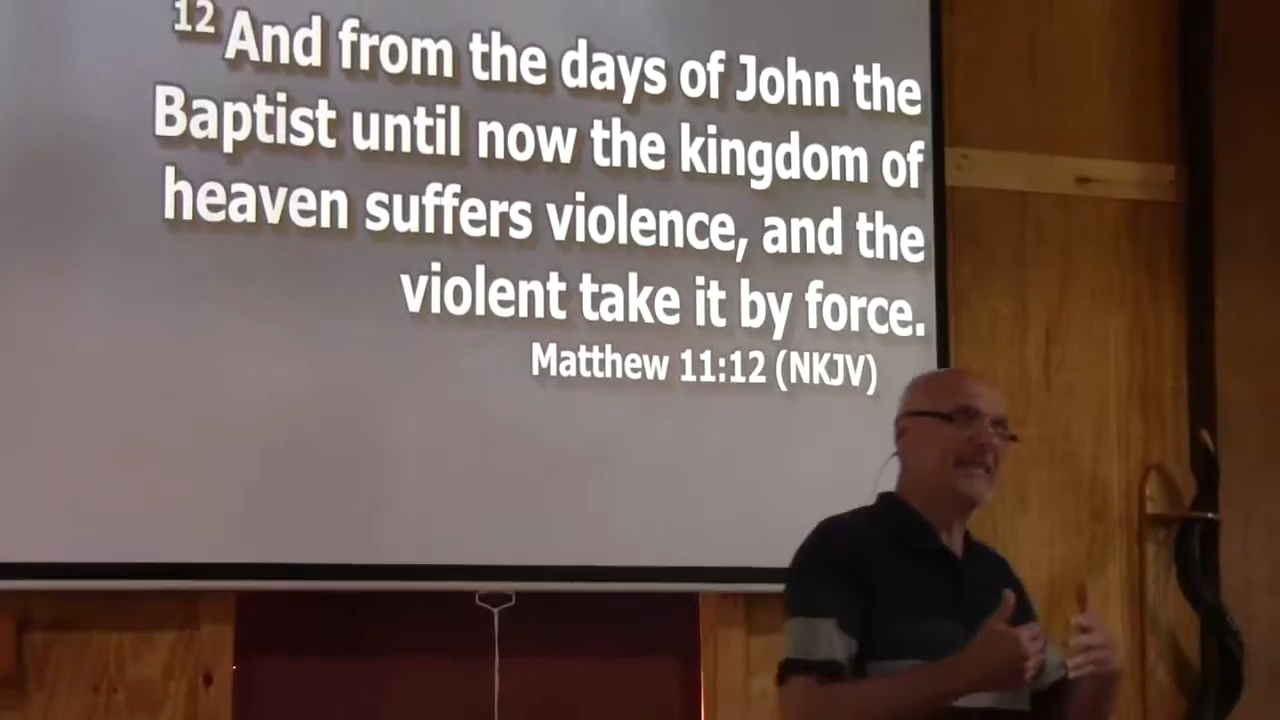 12 And from the days of John the
Baptist until now the kingdom of
heaven suffers violence, and the
violent take it by force.
Matthew 11:12 (NKJV)